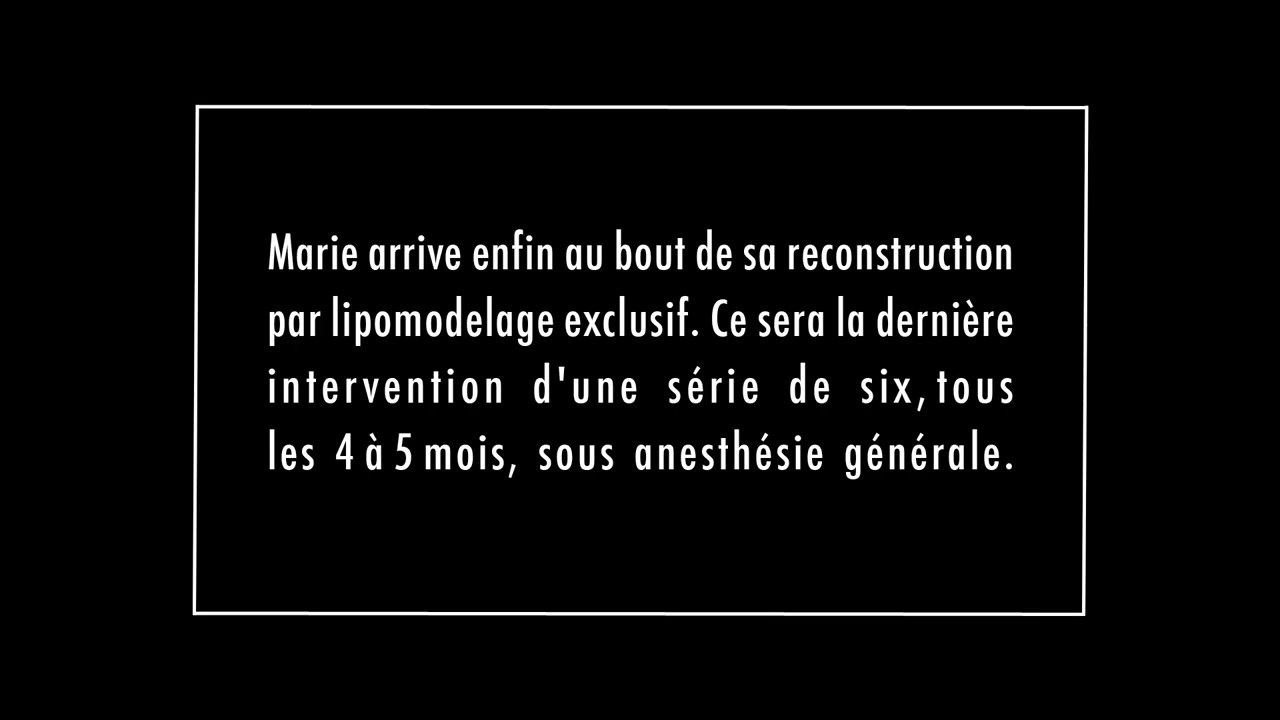 Marie arrive enfin au bout de sa reconstruction
par lipomodelage exclusif. Ce sera la dernière
intervention d'une série de six, tous
les 4 à 5 mois, sous anesthésie générale.